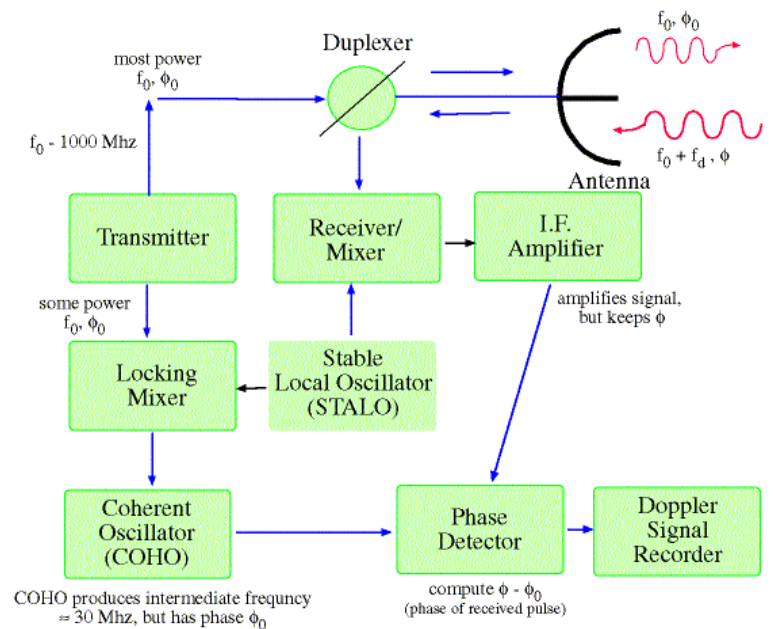 Duplexer
most power
f0, ϕ0
f0, ϕ0
f0 - 1000 Mhz
f0 + fd , ϕ
Antenna
Transmitter
Receiver/
Mixer
I.F.
Amplifier
some power
f0, ϕ0
amplifies signal,
but keeps ϕ
Locking
Mixer
Stable
Local Oscillator
(STALO)
Coherent
Oscillator
(COHO)
Phase
Detector
Doppler
Signal
Recorder
COHO produces intermediate frequncy
≈ 30 Mhz, but has phase ϕ0
compute ϕ - ϕ0
(phase of received pulse)